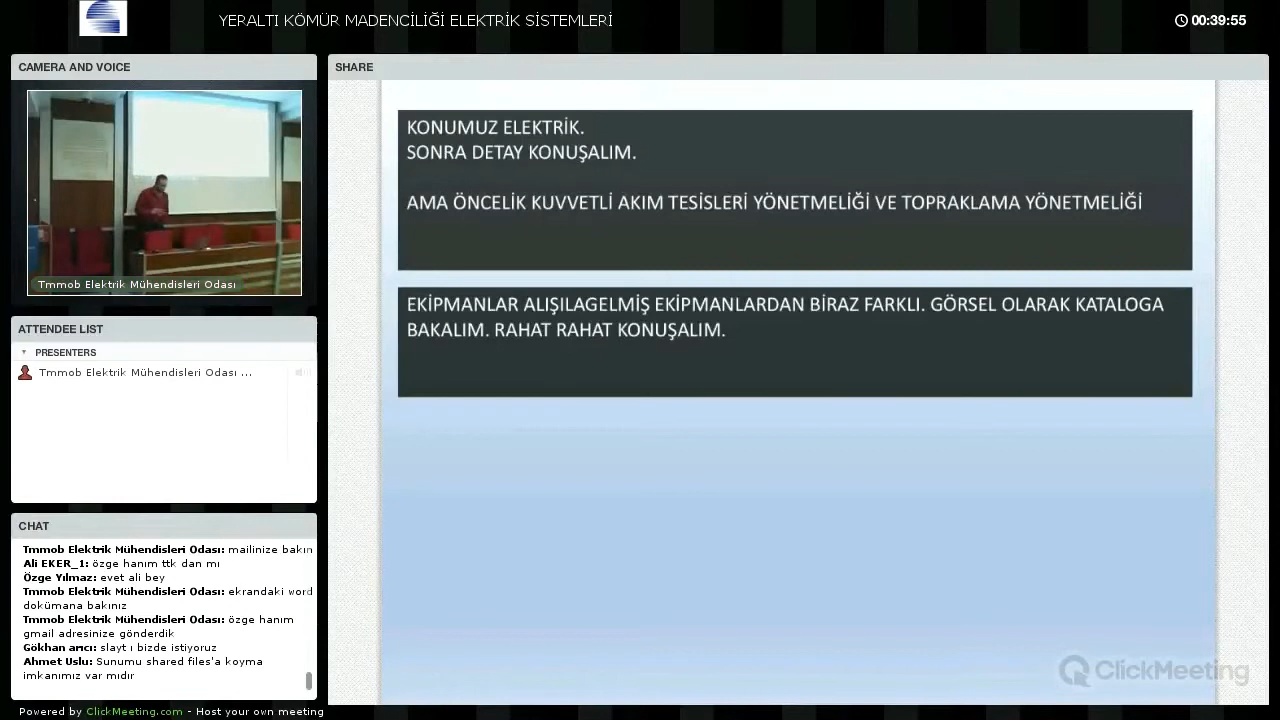 YERALTI KÖMÜR MADENCİLİĞİ ELEKTRİK SİSTEMLERİ
00:39:55
CAMERA AND VOICE
Tmmob Elektrik Mühendisleri Odası
ATTENDEE LIST
PRESENTERS
Tmmob Elektrik Mühendisleri Odası ...
CHAT
Tmmob Elektrik Mühendisleri Odası: mailinize bakın
Ali EKER_1: özge hanım ttk dan mı
Özge Yılmaz: evet ali bey
Tmmob Elektrik Mühendisleri Odası: ekrandaki word
dokümana bakınız
Tmmob Elektrik Mühendisleri Odası: özge hanım
gmail adresinize gönderdik
Gökhan arıcı: slayt ı bizde istiyoruz
Ahmet Uslu: Sunumu shared files'a koyma
imkanımız var mıdır
SHARE
KONUMUZ ELEKTRİK.
SONRA DETAY KONUŞALIM.
AMA ÖNCELİK KUVVETLİ AKIM TESİSLERİ YÖNETMELİĞİ VE TOPRAKLAMA YÖNETMELİĞİ
EKİPMANLAR ALIŞILAGELMİŞ EKİPMANLARDAN BİRAZ FARKLI. GÖRSEL OLARAK KATALOGA
BAKALIM. RAHAT RAHAT KONUŞALIM.
ClickMeeting
Powered by ClickMeeting.com - Host your own meeting